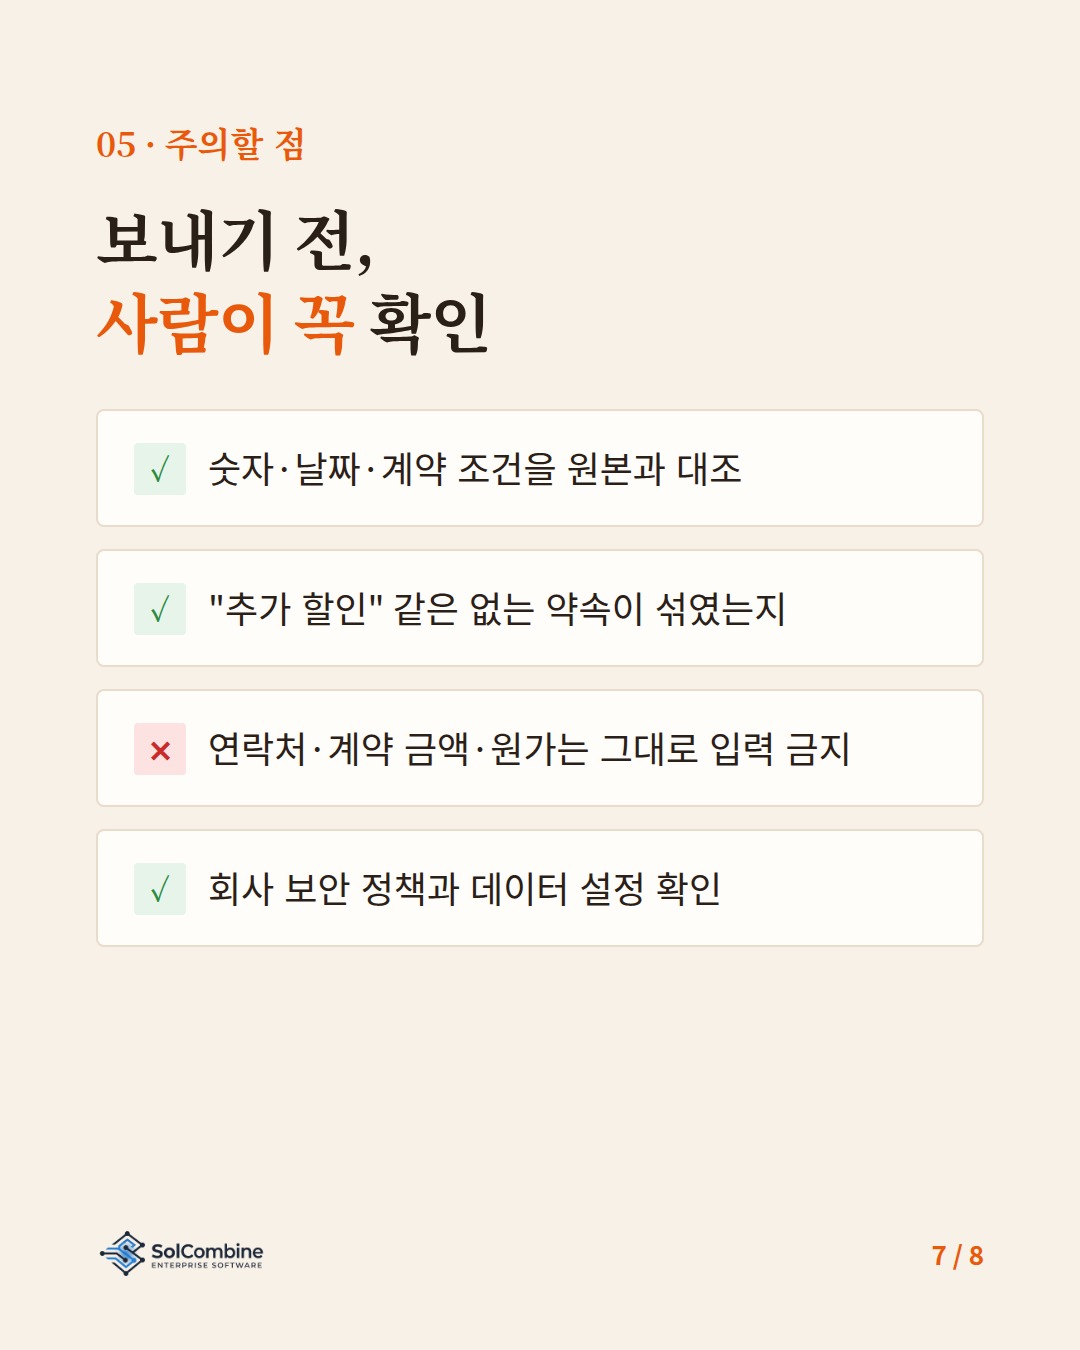 05 · 주의할 점
보내기 전,
사람이 꼭 확인
✓ 숫자·날짜·계약 조건을 원본과 대조
✓ "추가 할인" 같은 없는 약속이 섞였는지
✕ 연락처·계약 금액·원가는 그대로 입력 금지
✓ 회사 보안 정책과 데이터 설정 확인
SolCombine
ENTERPRISE SOFTWARE
7 / 8